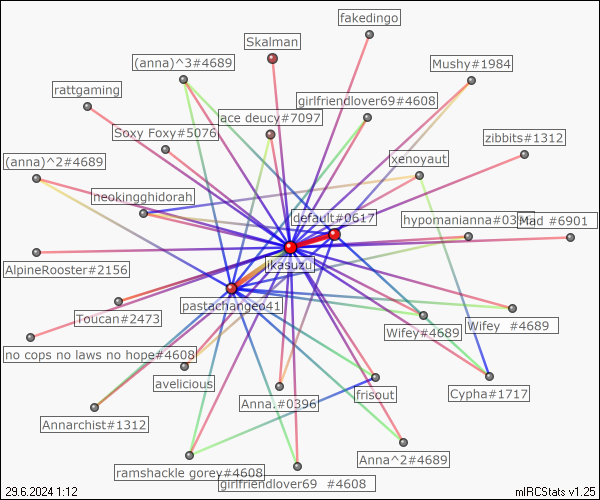 fakedingo
Skalman
(anna)^3#4689
Mushy#1984
rattgaming
girlfriendlover69#4608
ace deucy#7097
Soxy Foxy#5076
zibbits#1312
(anna)^2#4689
xenoyaut
neokingghidorah
default#0617
hypomanianna#03
Mad #6901
ikasuzu
AlpineRooster#2156
pastachangeo41
Toucan#2473
Wifey#4689
Wifey #4689
no cops no laws no hope#4608
avelicious
Anna.#0396
frisout
Cypha#1717
Annarchist#1312
Anna^2#4689
ramshackle gorey#4608
girlfriendlover69 #4608
29.6.2024 1:12
mIRCStats v1.25